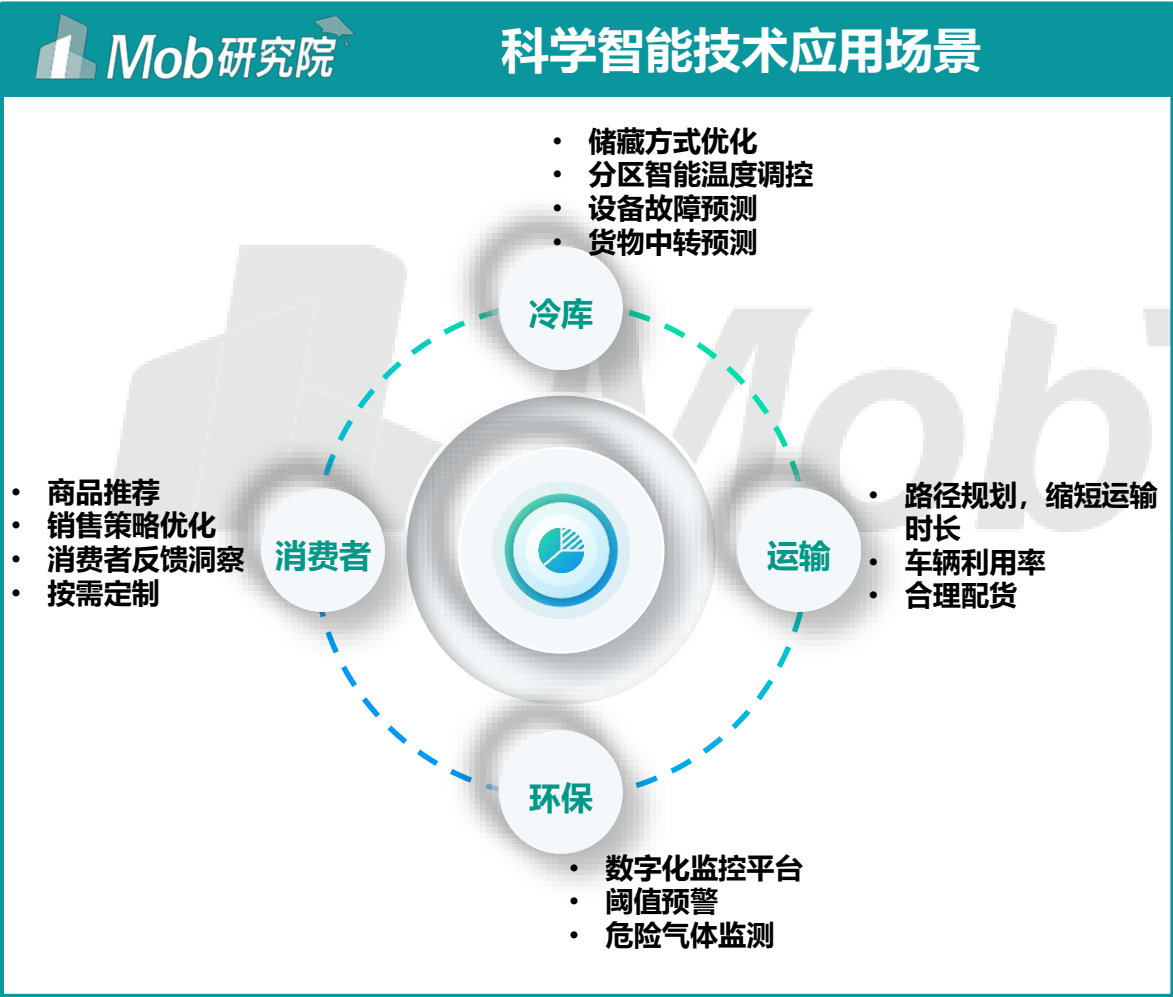 Mob研究院
科学智能技术应用场景
• 储藏方式优化
• 分区智能温度调控
• 设备故障预测
• 货物中转预测
冷库
• 商品推荐
• 销售策略优化
• 消费者反馈洞察
• 按需定制
消费者
运输
• 路径规划，缩短运输
时长
• 车辆利用率
• 合理配货
环保
• 数字化监控平台
• 阈值预警
• 危险气体监测
Mob